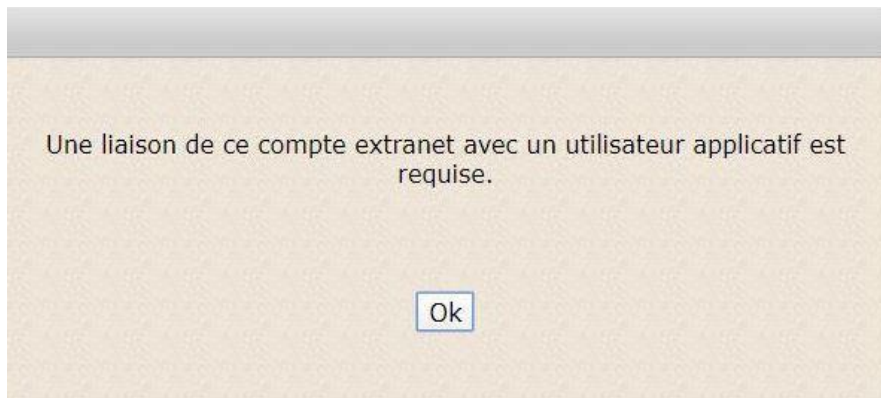 Une liaison de ce compte extranet avec un utilisateur applicatif est
requise.
Ok